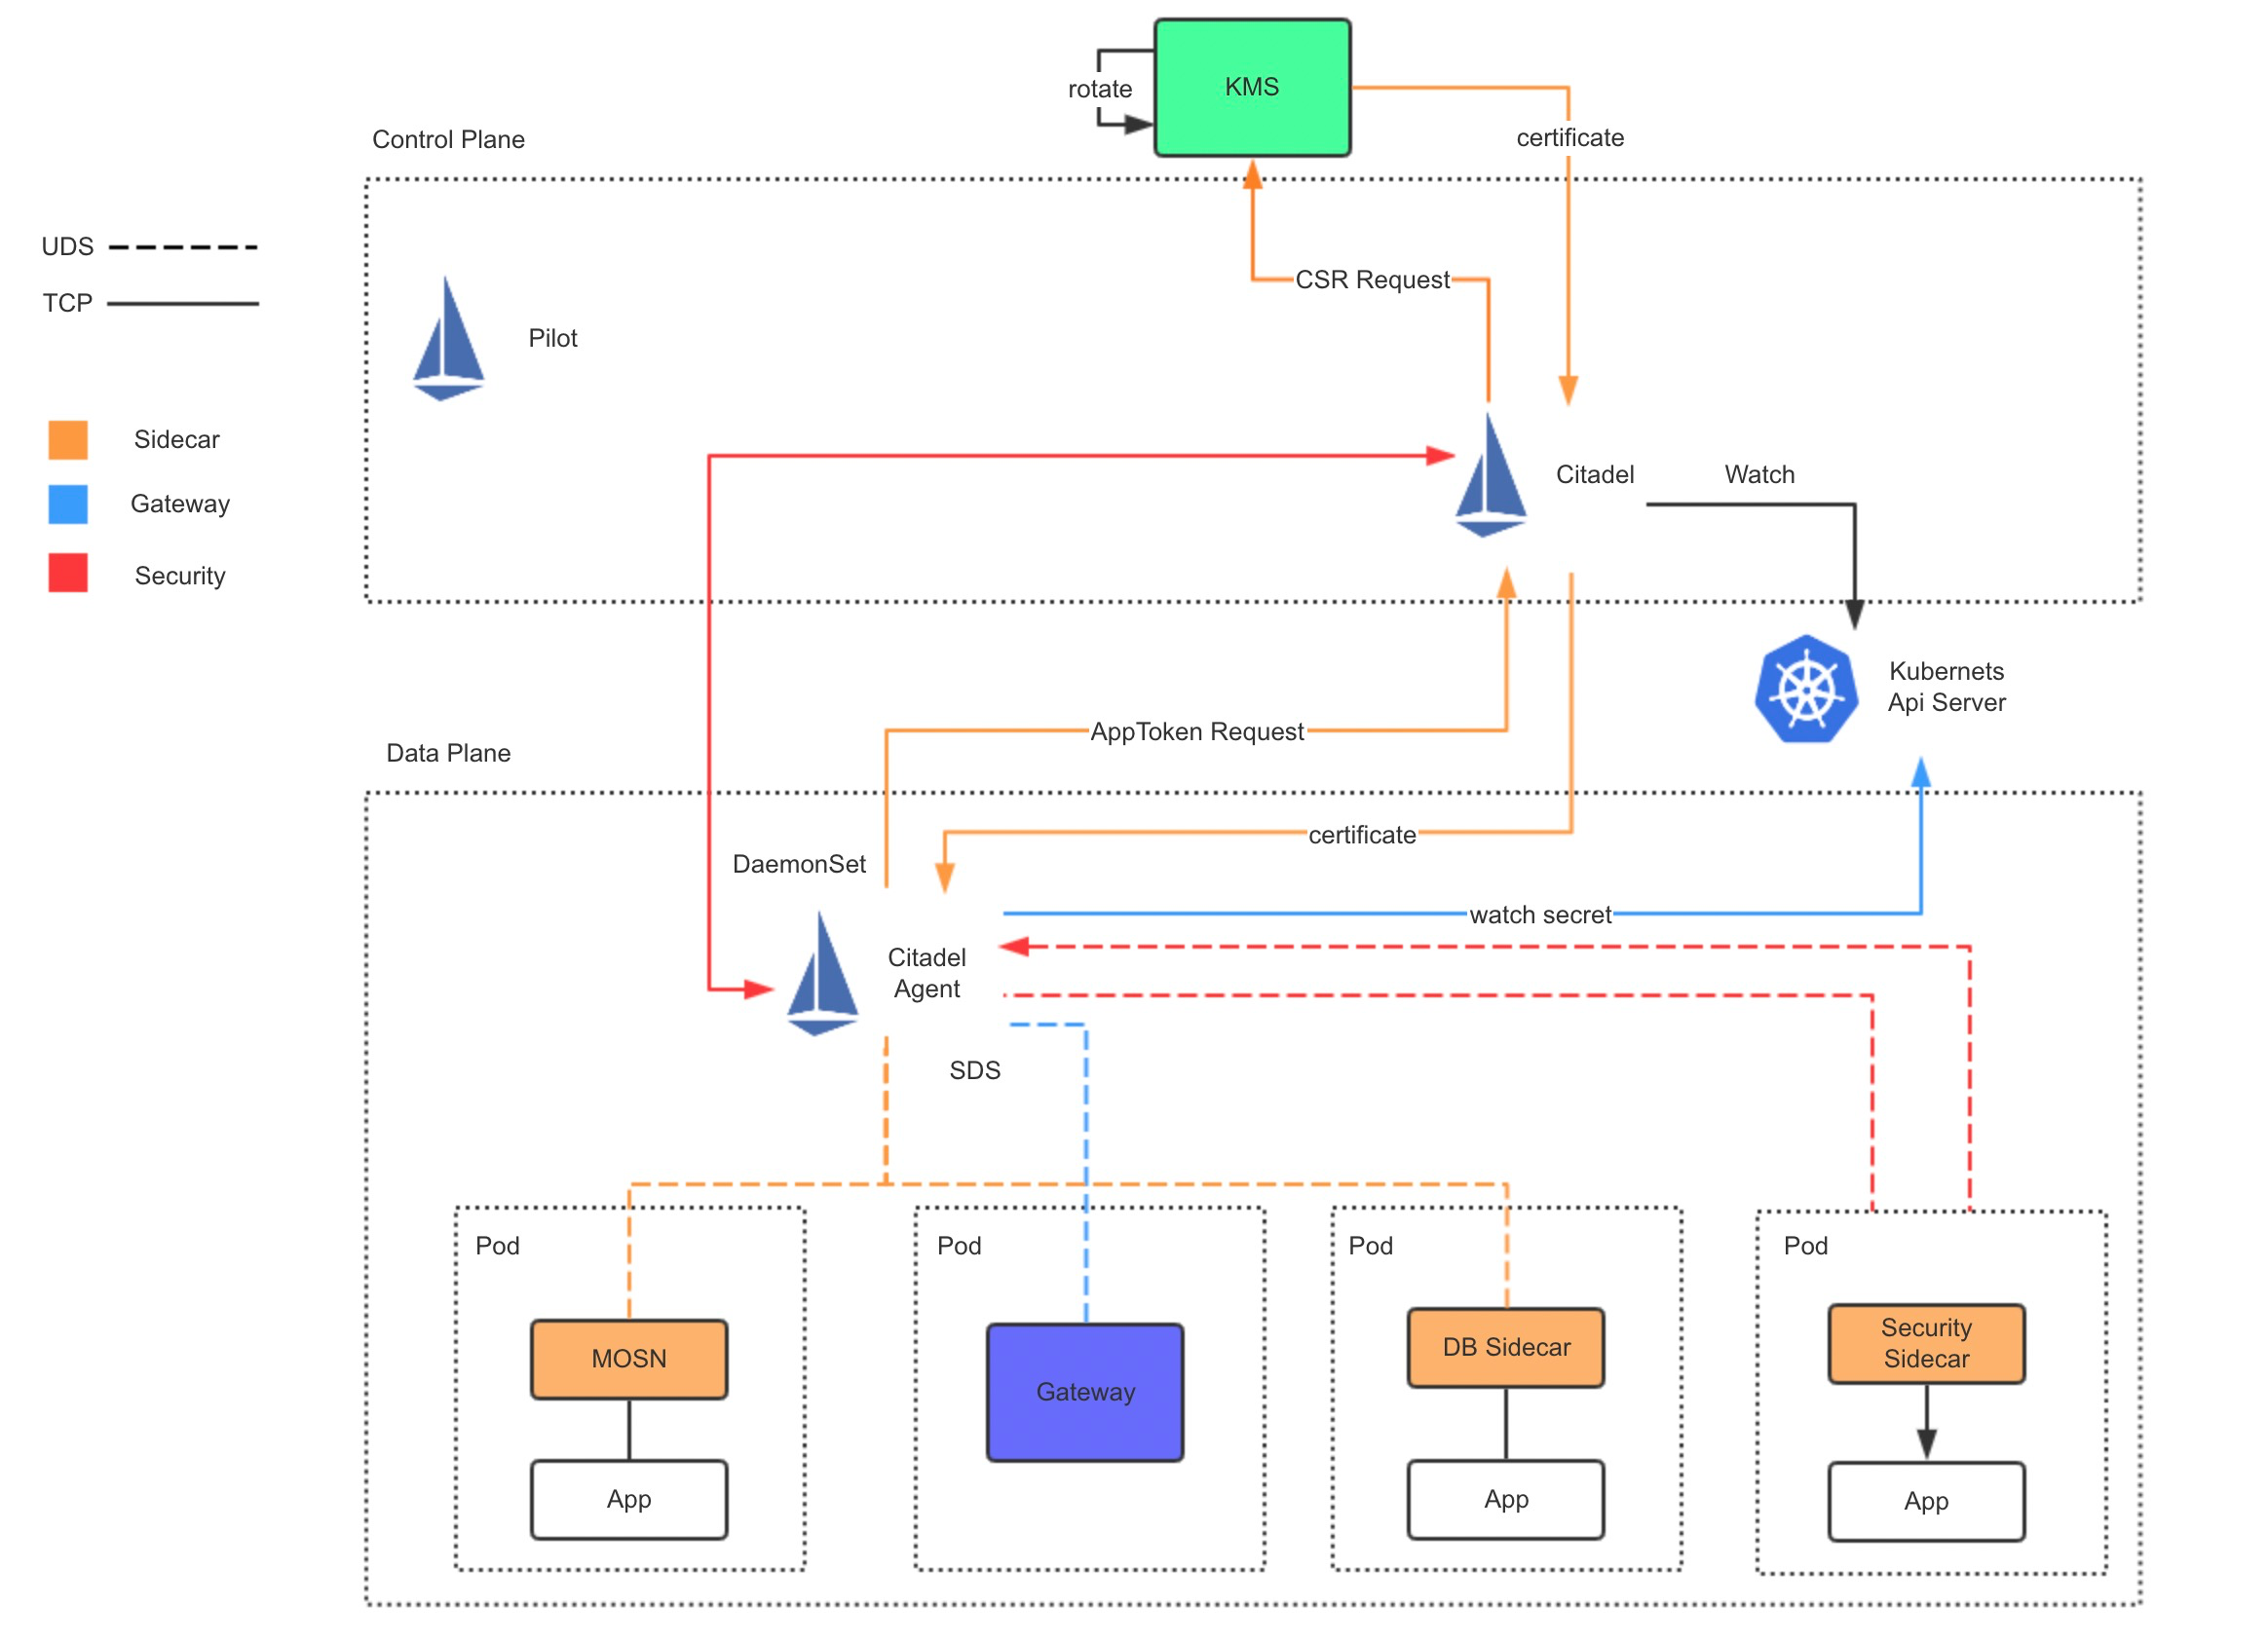 KMS
rotate
certificate
Control Plane
UDS
TCP
CSR Request
Pilot
Sidecar
Gateway
Security
Citadel
Watch
Kubernets
Api Server
AppToken Request
Data Plane
certificate
DaemonSet
watch secret
Citadel
Agent
SDS
Pod
Pod
Pod
Pod
MOSN
Gateway
DB Sidecar
Security
Sidecar
App
App
App